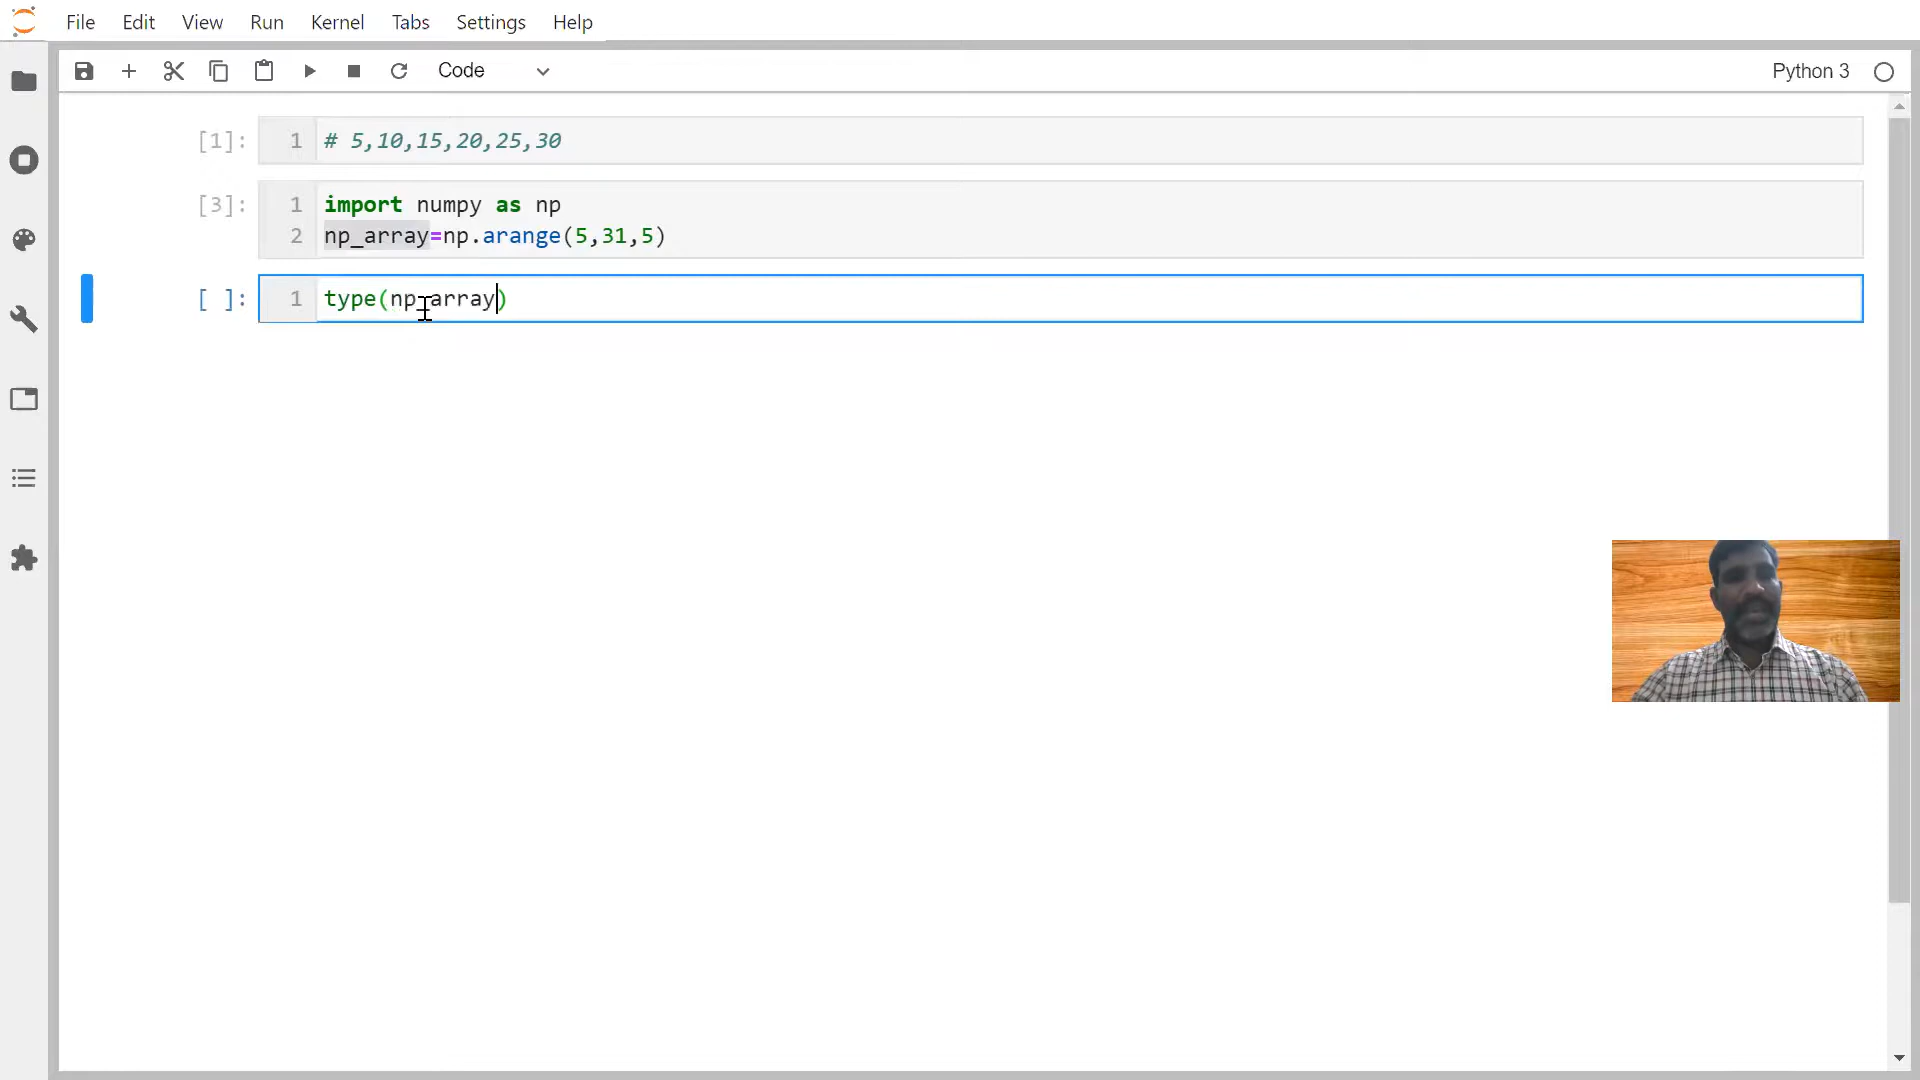 File Edit View Run Kernel Tabs Settings Help
Code Python 3
[1]: 1 # 5,10,15,20,25,30
[3]: 1 import numpy as np
2 np_array=np.arange(5,31,5)
[ ]: 1 type(np_array)